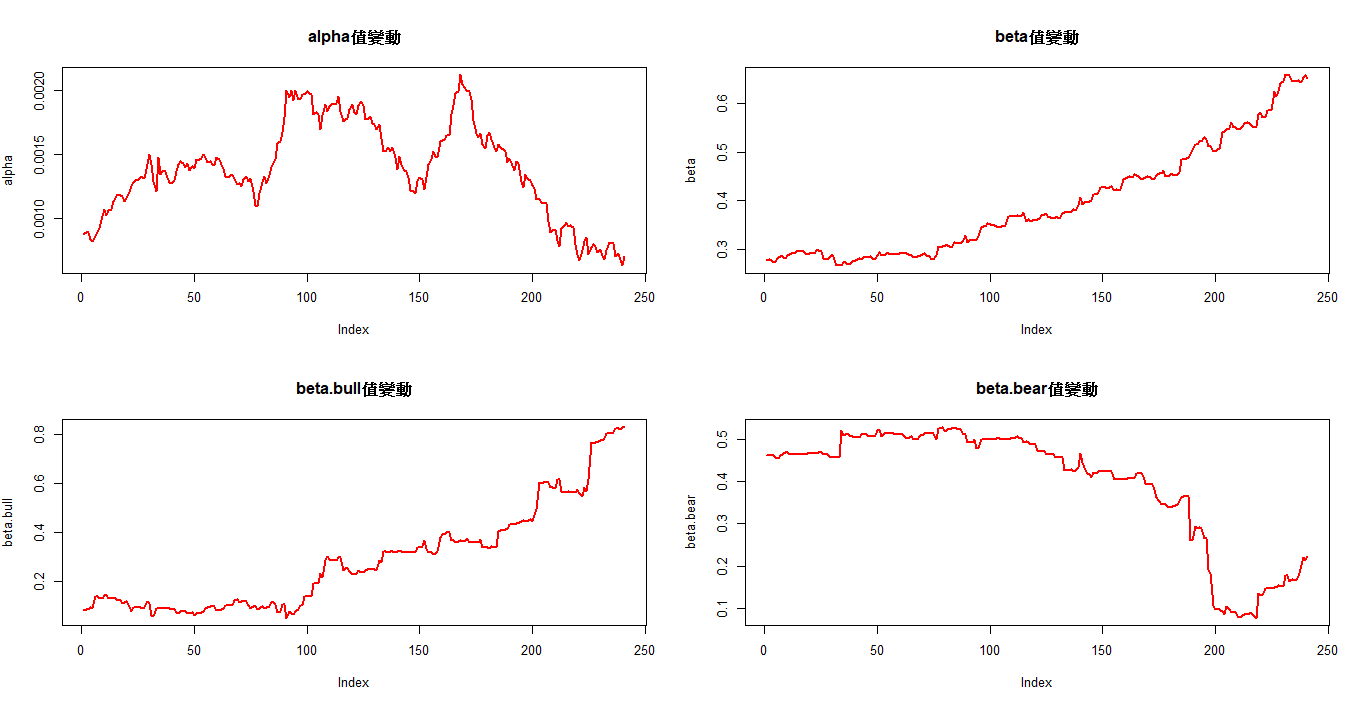 alpha值變動
alpha
0.0010 0.0015 0.0020
0 50 100 150 200 250
Index
beta值變動
beta
0.3 0.4 0.5 0.6
0 50 100 150 200 250
Index
beta.bull值變動
beta.bull
0.2 0.4 0.6 0.8
0 50 100 150 200 250
Index
beta.bear值變動
beta.bear
0.1 0.2 0.3 0.4 0.5
0 50 100 150 200 250
Index